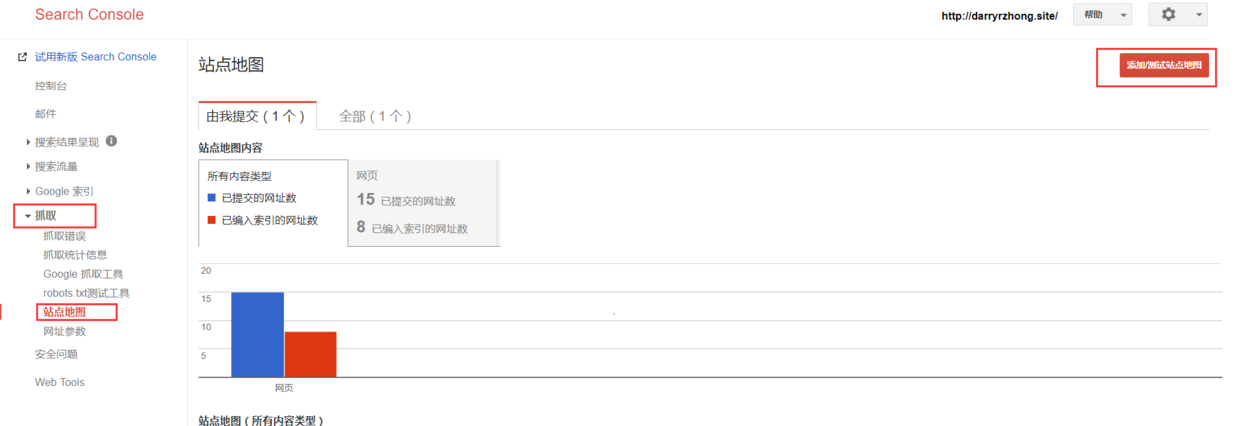 Search Console
http://darryrzhong.site/
帮助
试用新版 Search Console
控制台
邮件
搜索结果呈现
搜索流量
Google 索引
抓取
抓取错误
抓取统计信息
Google 抓取工具
robots.txt测试工具
站点地图
网址参数
安全问题
Web Tools
站点地图
添加/测试站点地图
由我提交（1 个）
全部（1 个）
站点地图内容
所有内容类型
已提交的网址数
已编入索引的网址数
网页
15 已提交的网址数
8 已编入索引的网址数
20
15
10
5
网页
站点地图（所有内容类型）